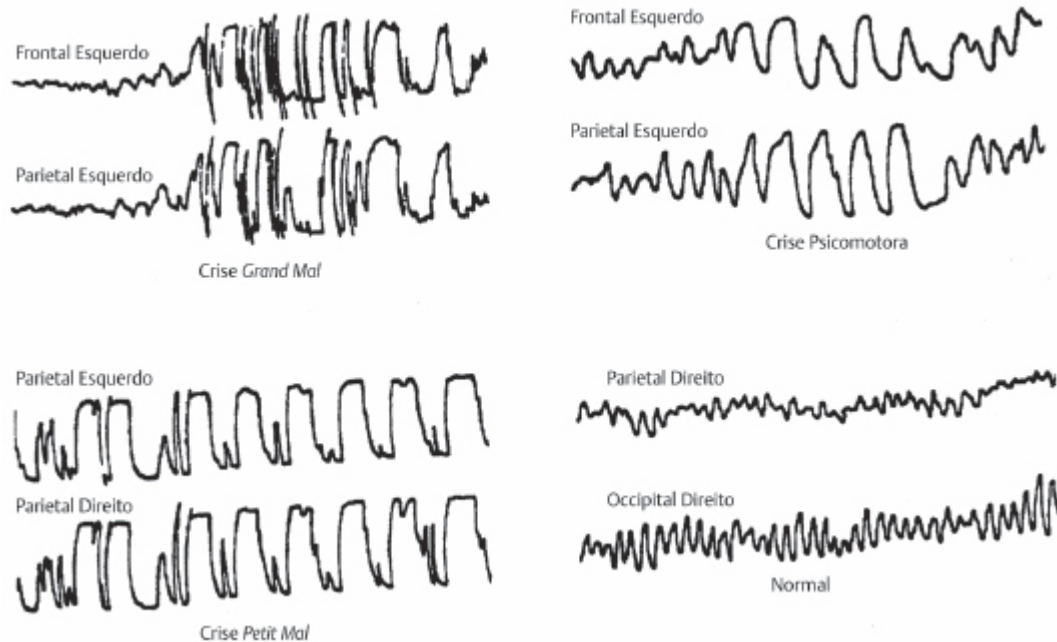 Frontal Esquerdo
Parietal Esquerdo
Crise Grand Mal
Frontal Esquerdo
Parietal Esquerdo
Crise Psicomotora
Parietal Esquerdo
Parietal Direito
Crise Petit Mal
Parietal Direito
Occipital Direito
Normal